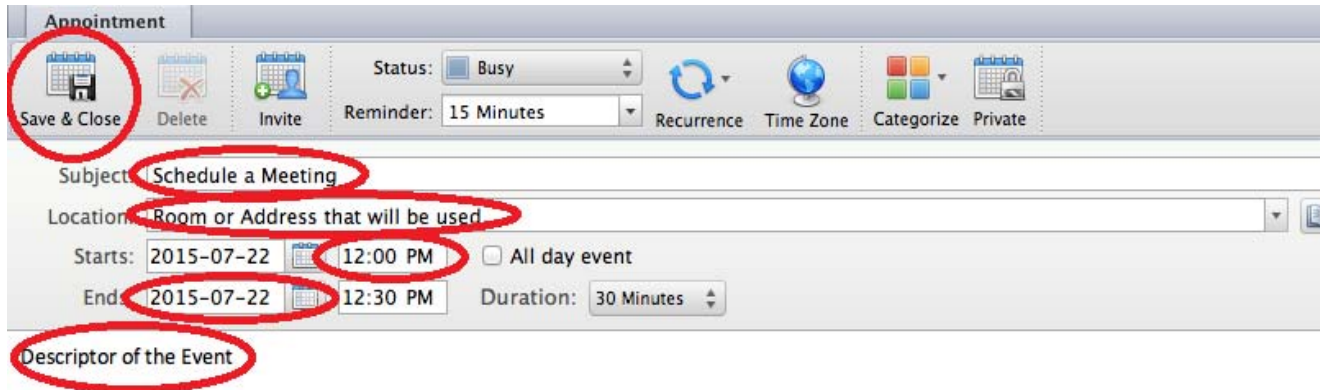 Appointment
Status: Busy
Reminder: 15 Minutes
Save & Close Delete Invite Recurrence Time Zone Categorize Private
Subject: Schedule a Meeting
Location: Room or Address that will be used
Starts: 2015-07-22 12:00 PM All day event
Ends: 2015-07-22 12:30 PM Duration: 30 Minutes
Descriptor of the Event